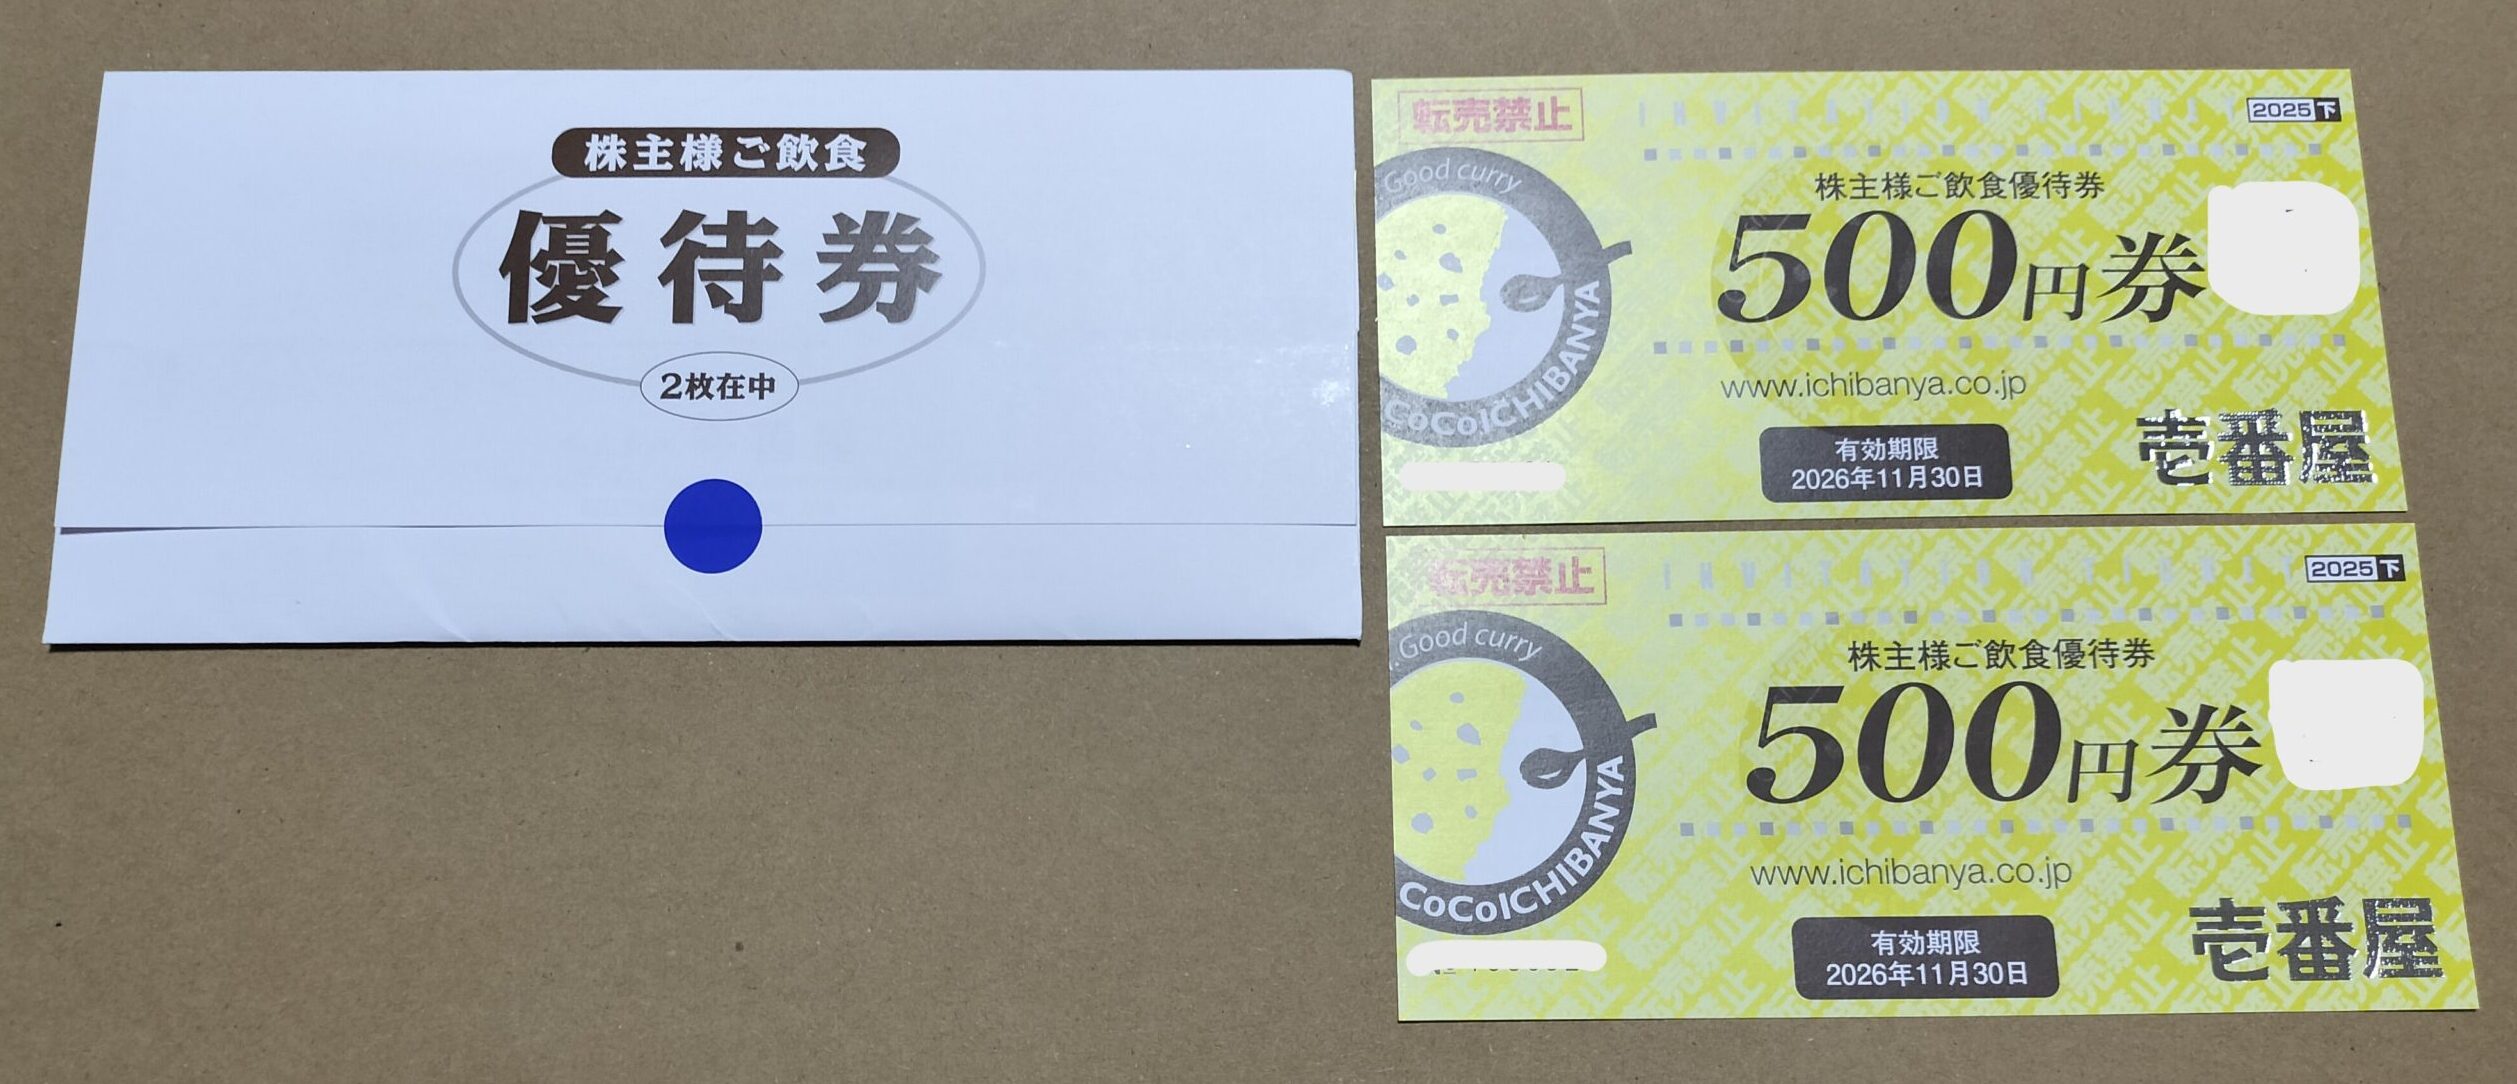 株主様ご飲食
優待券
2枚在中
転売禁止
INVITATION TICKET
2025下
Good curry
CoCoICHIBANYA
株主様ご飲食優待券
500円券
www.ichibanya.co.jp
有効期限
2026年11月30日
壱番屋
転売禁止
INVITATION TICKET
2025下
Good curry
CoCoICHIBANYA
株主様ご飲食優待券
500円券
www.ichibanya.co.jp
有効期限
2026年11月30日
壱番屋